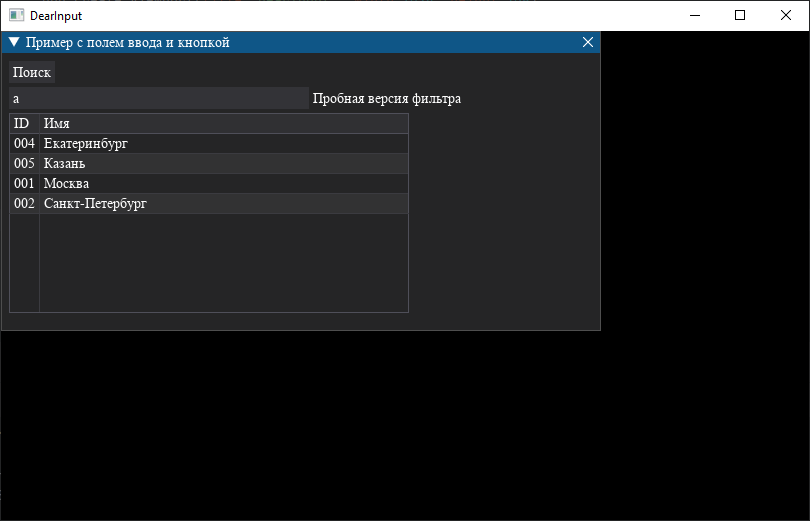 DearInput
Пример с полем ввода и кнопкой
Поиск
а Пробная версия фильтра
ID Имя
004 Екатеринбург
005 Казань
001 Москва
002 Санкт-Петербург